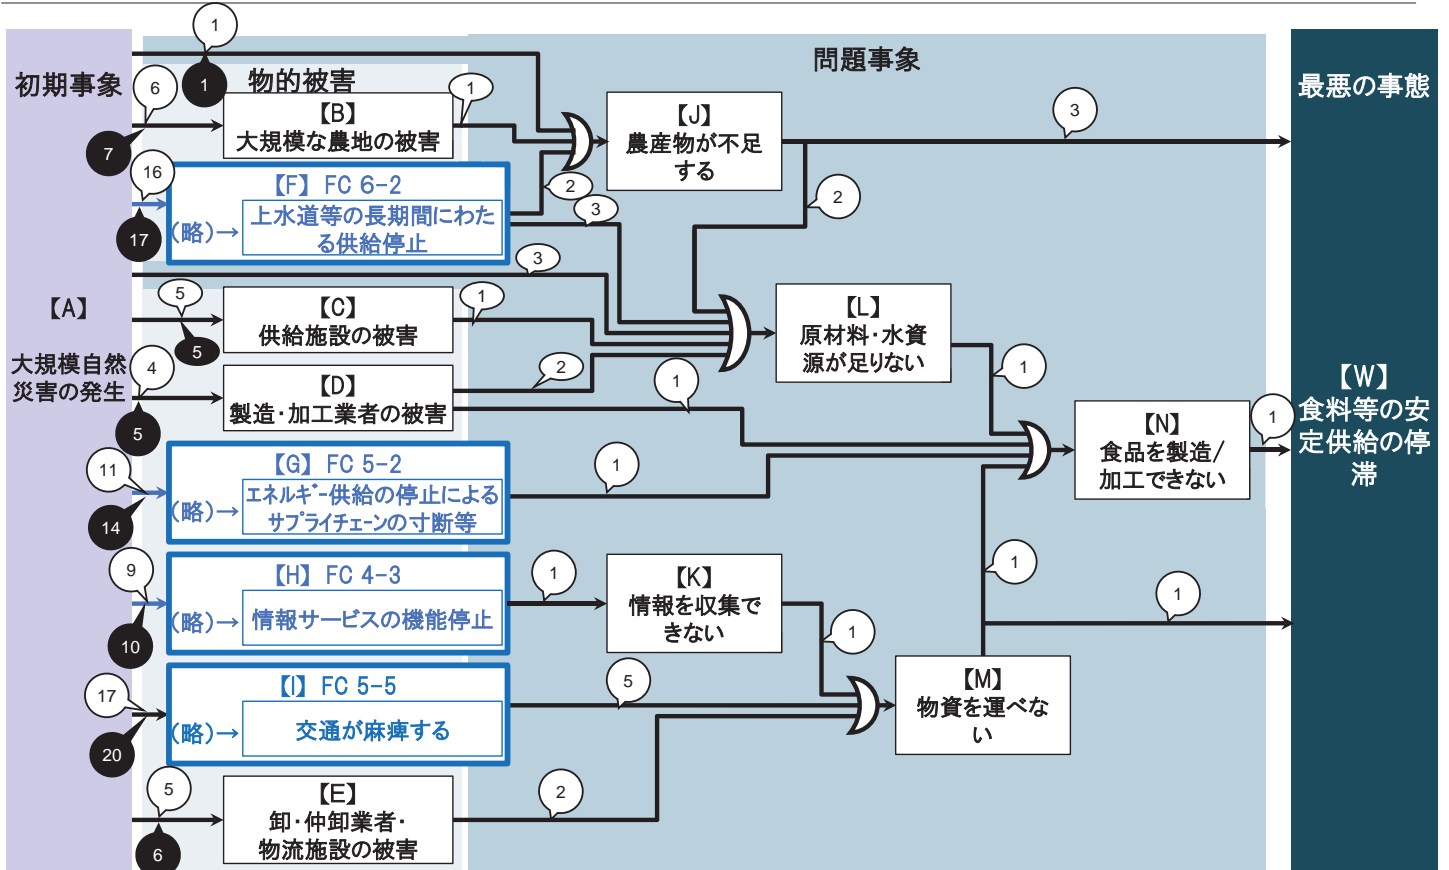 初期事象
物的被害
問題事象
最悪の事態
1
1
6
7
【B】
大規模な農地の被害
1
【J】
農産物が不足
する
3
16
17
【F】 FC 6-2
(略)→
上水道等の長期間にわた
る供給停止
2
3
2
3
【A】
大規模自然
災害の発生
5
5
【C】
供給施設の被害
1
【L】
原材料・水資
源が足りない
1
4
5
【D】
製造・加工業者の被害
2
1
【N】
食品を製造/
加工できない
1
【W】
食料等の安
定供給の停
滞
11
14
【G】 FC 5-2
(略)→
エネルギー供給の停止による
サプライチェーンの寸断等
1
9
10
【H】 FC 4-3
(略)→
情報サービスの機能停止
1
【K】
情報を収集で
きない
1
1
1
17
20
【I】 FC 5-5
(略)→
交通が麻痺する
5
【M】
物資を運べな
い
5
6
【E】
卸・仲卸業者・
物流施設の被害
2